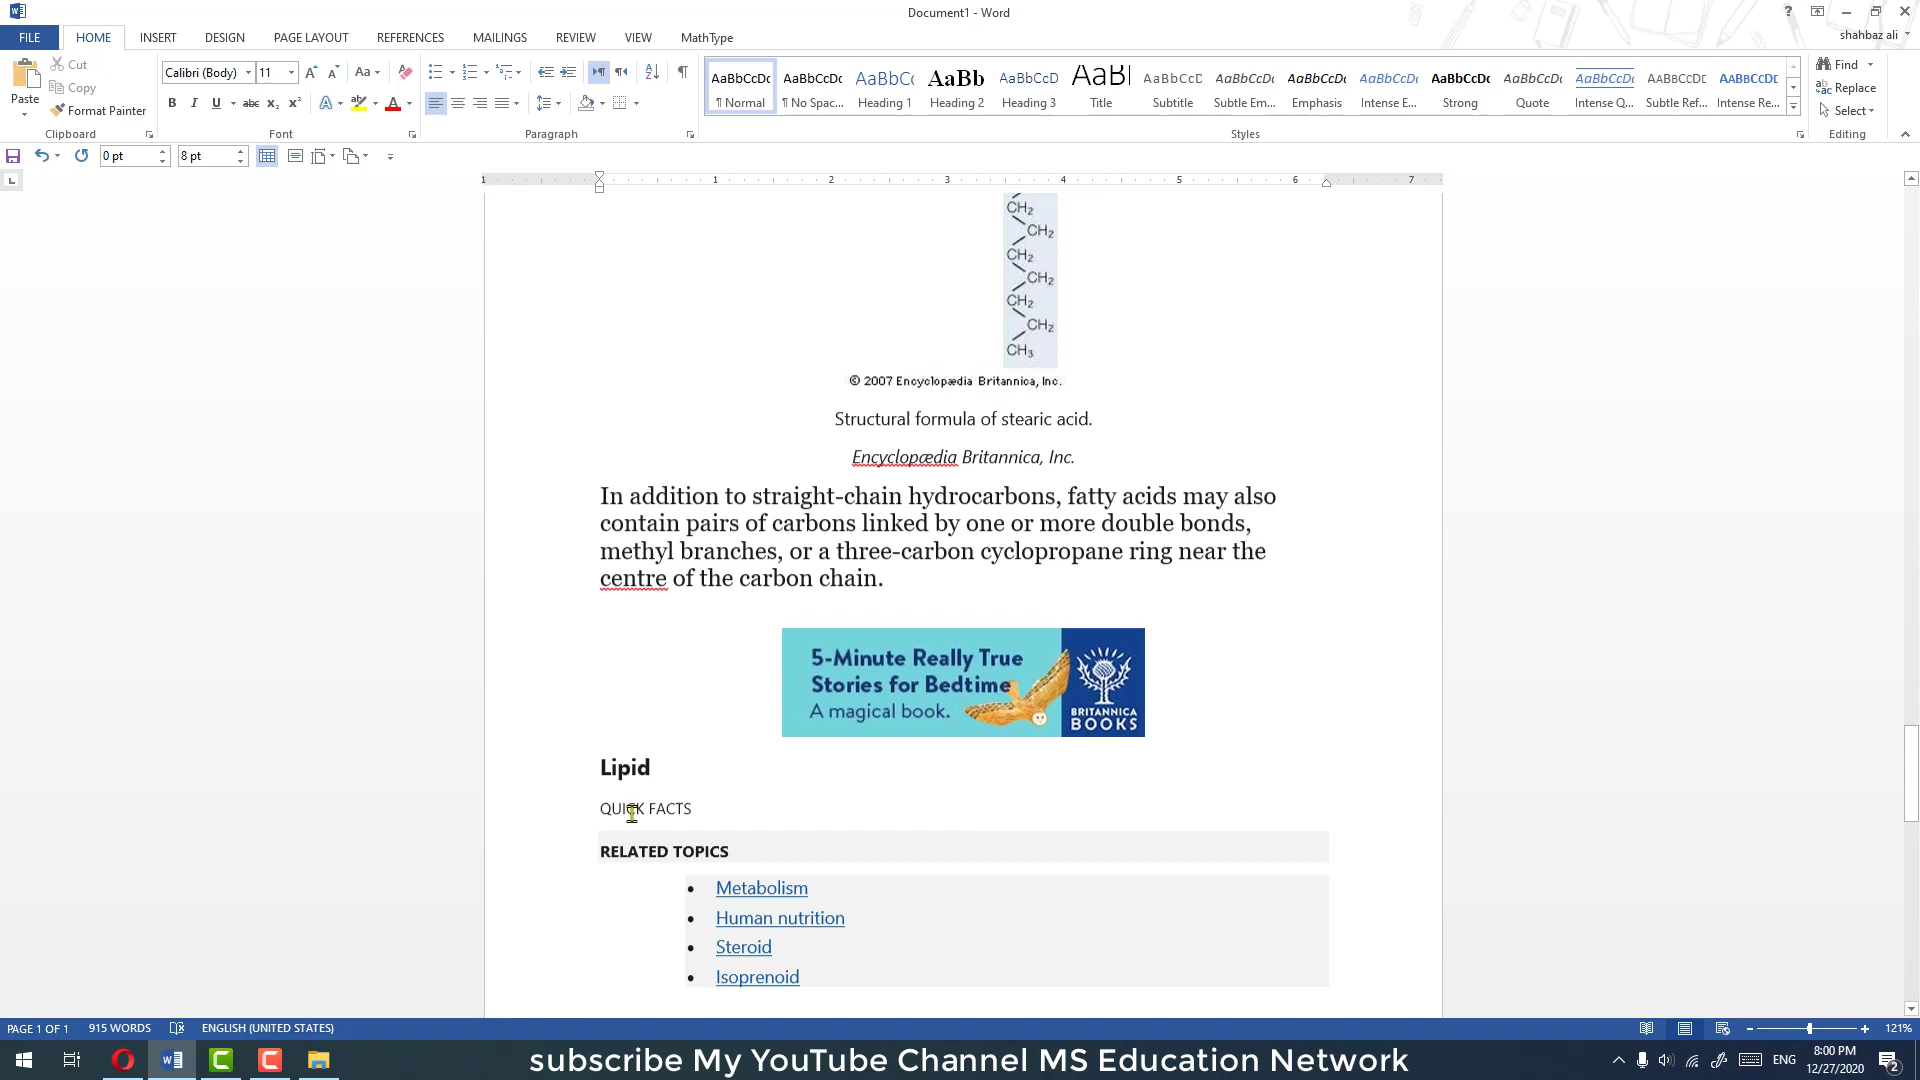 Document1 - Word
FILE HOME INSERT DESIGN PAGE LAYOUT REFERENCES MAILINGS REVIEW VIEW MathType
shahbaz ali
Paste
Cut
Copy
Format Painter
Clipboard
Calibri (Body) 11
Font
Paragraph
AaBbCcDc AaBbCcDc AaBbCc AaBb AaBbCcD AaBl AaBbCcD AaBbCcDc AaBbCcDc AaBbCcDc AaBbCcDc AaBbCcDc AaBbCcDc AABBCCDE AABBCCDE
¶ Normal ¶ No Spac... Heading 1 Heading 2 Heading 3 Title Subtitle Subtle Em... Emphasis Intense E... Strong Quote Intense Q... Subtle Ref... Intense Re...
Styles
Find
Replace
Select
Editing
0 pt 8 pt
1 1 2 3 4 5 6 7
CH2
CH2
CH2
CH2
CH2
CH2
CH3
© 2007 Encyclopædia Britannica, Inc.
Structural formula of stearic acid.
Encyclopædia Britannica, Inc.
In addition to straight-chain hydrocarbons, fatty acids may also
contain pairs of carbons linked by one or more double bonds,
methyl branches, or a three-carbon cyclopropane ring near the
centre of the carbon chain.
5-Minute Really True
Stories for Bedtime
A magical book.
BRITANNICA
BOOKS
Lipid
QUICK FACTS
RELATED TOPICS
• Metabolism
• Human nutrition
• Steroid
• Isoprenoid
PAGE 1 OF 1 915 WORDS ENGLISH (UNITED STATES) 121%
subscribe My YouTube Channel MS Education Network
ENG
8:00 PM
12/27/2020
2